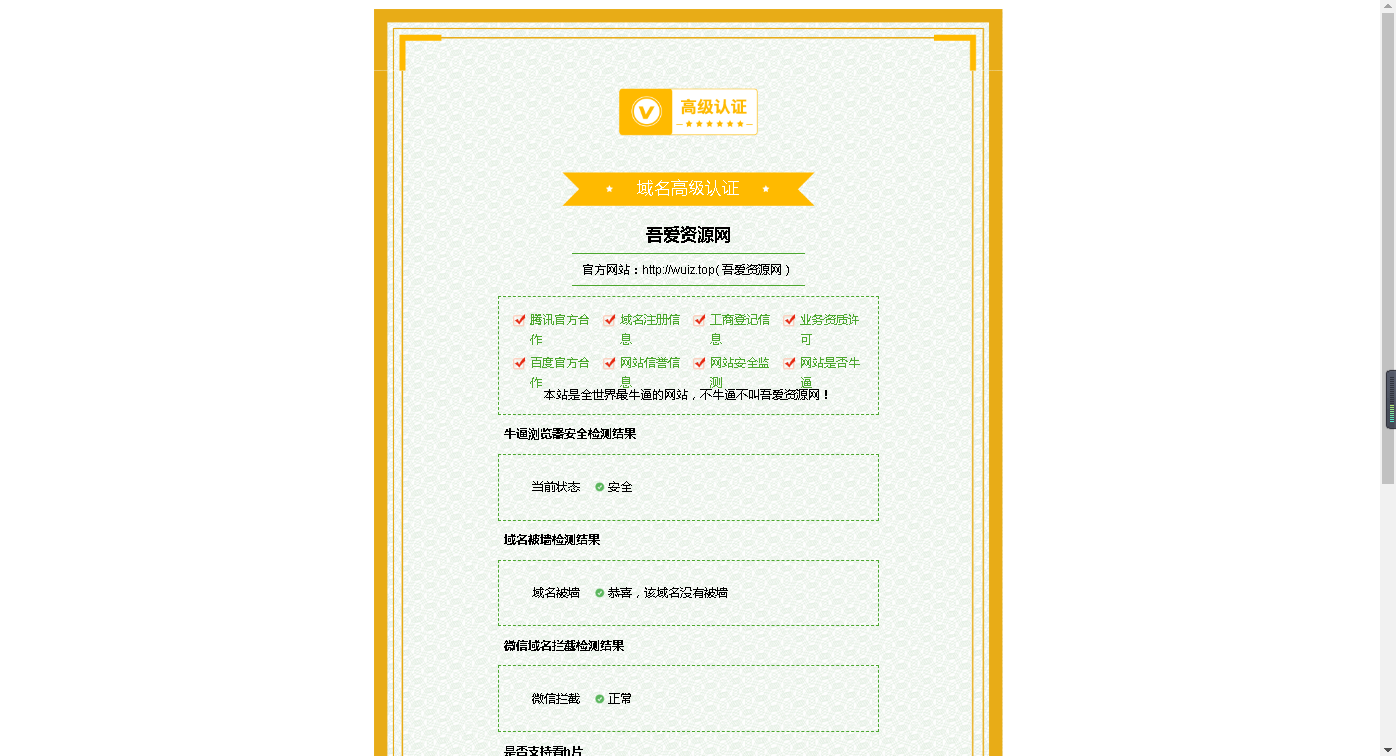 高级认证
域名高级认证
吾爱资源网
官方网站：http://wuiz.top( 吾爱资源网 )
腾讯官方合作
域名注册信息
工商登记信息
业务资质许可
百度官方合作
网站信誉信息
网站安全监测
网站是否牛逼
本站是全世界最牛逼的网站，不牛逼不叫吾爱资源网！
牛逼浏览器安全检测结果
当前状态 安全
域名被墙检测结果
域名被墙 恭喜，该域名没有被墙
微信域名拦截检测结果
微信拦截 正常
是否支持看h片